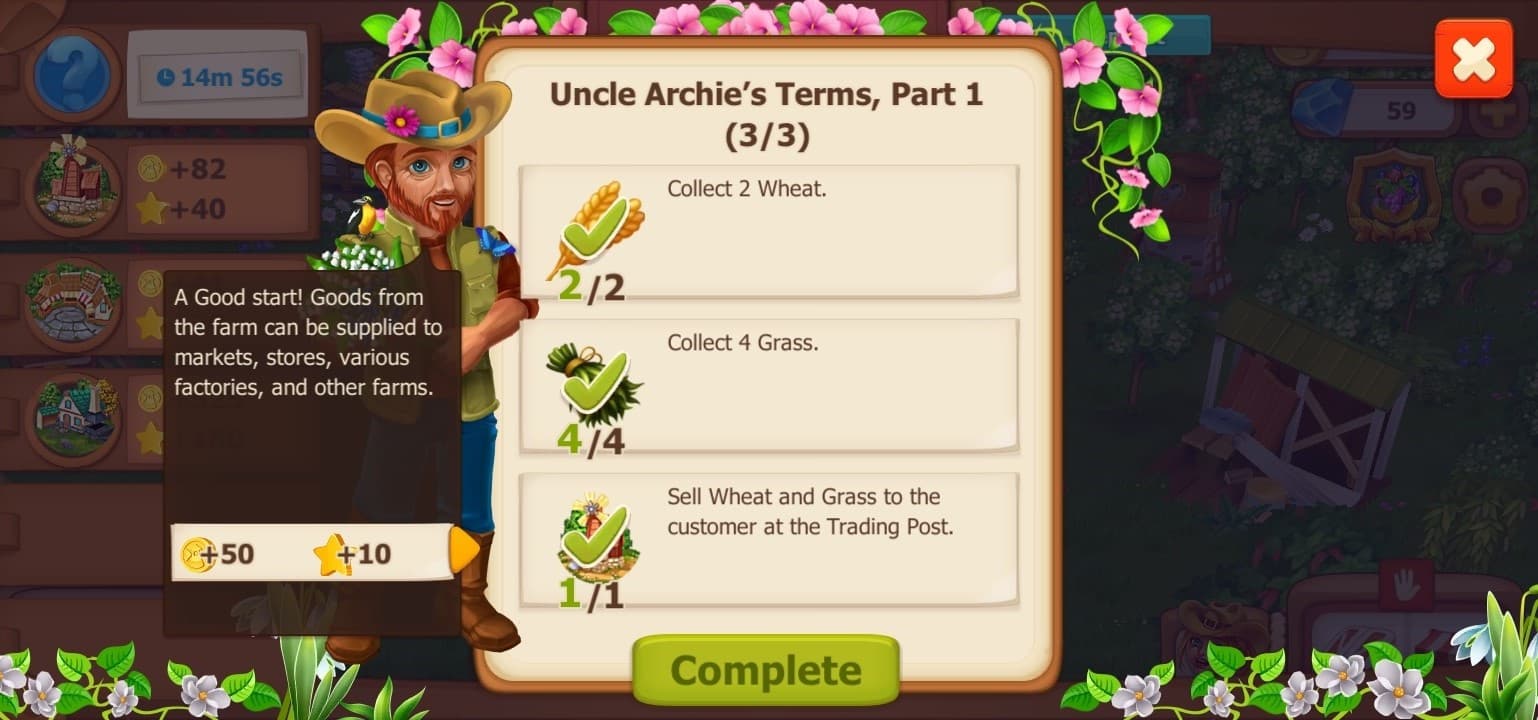 14m 56s
+82
+40
A Good start! Goods from
the farm can be supplied to
markets, stores, various
factories, and other farms.
+50
+10
Uncle Archie’s Terms, Part 1
(3/3)
Collect 2 Wheat.
2/2
Collect 4 Grass.
4/4
Sell Wheat and Grass to the
customer at the Trading Post.
1/1
Complete
59